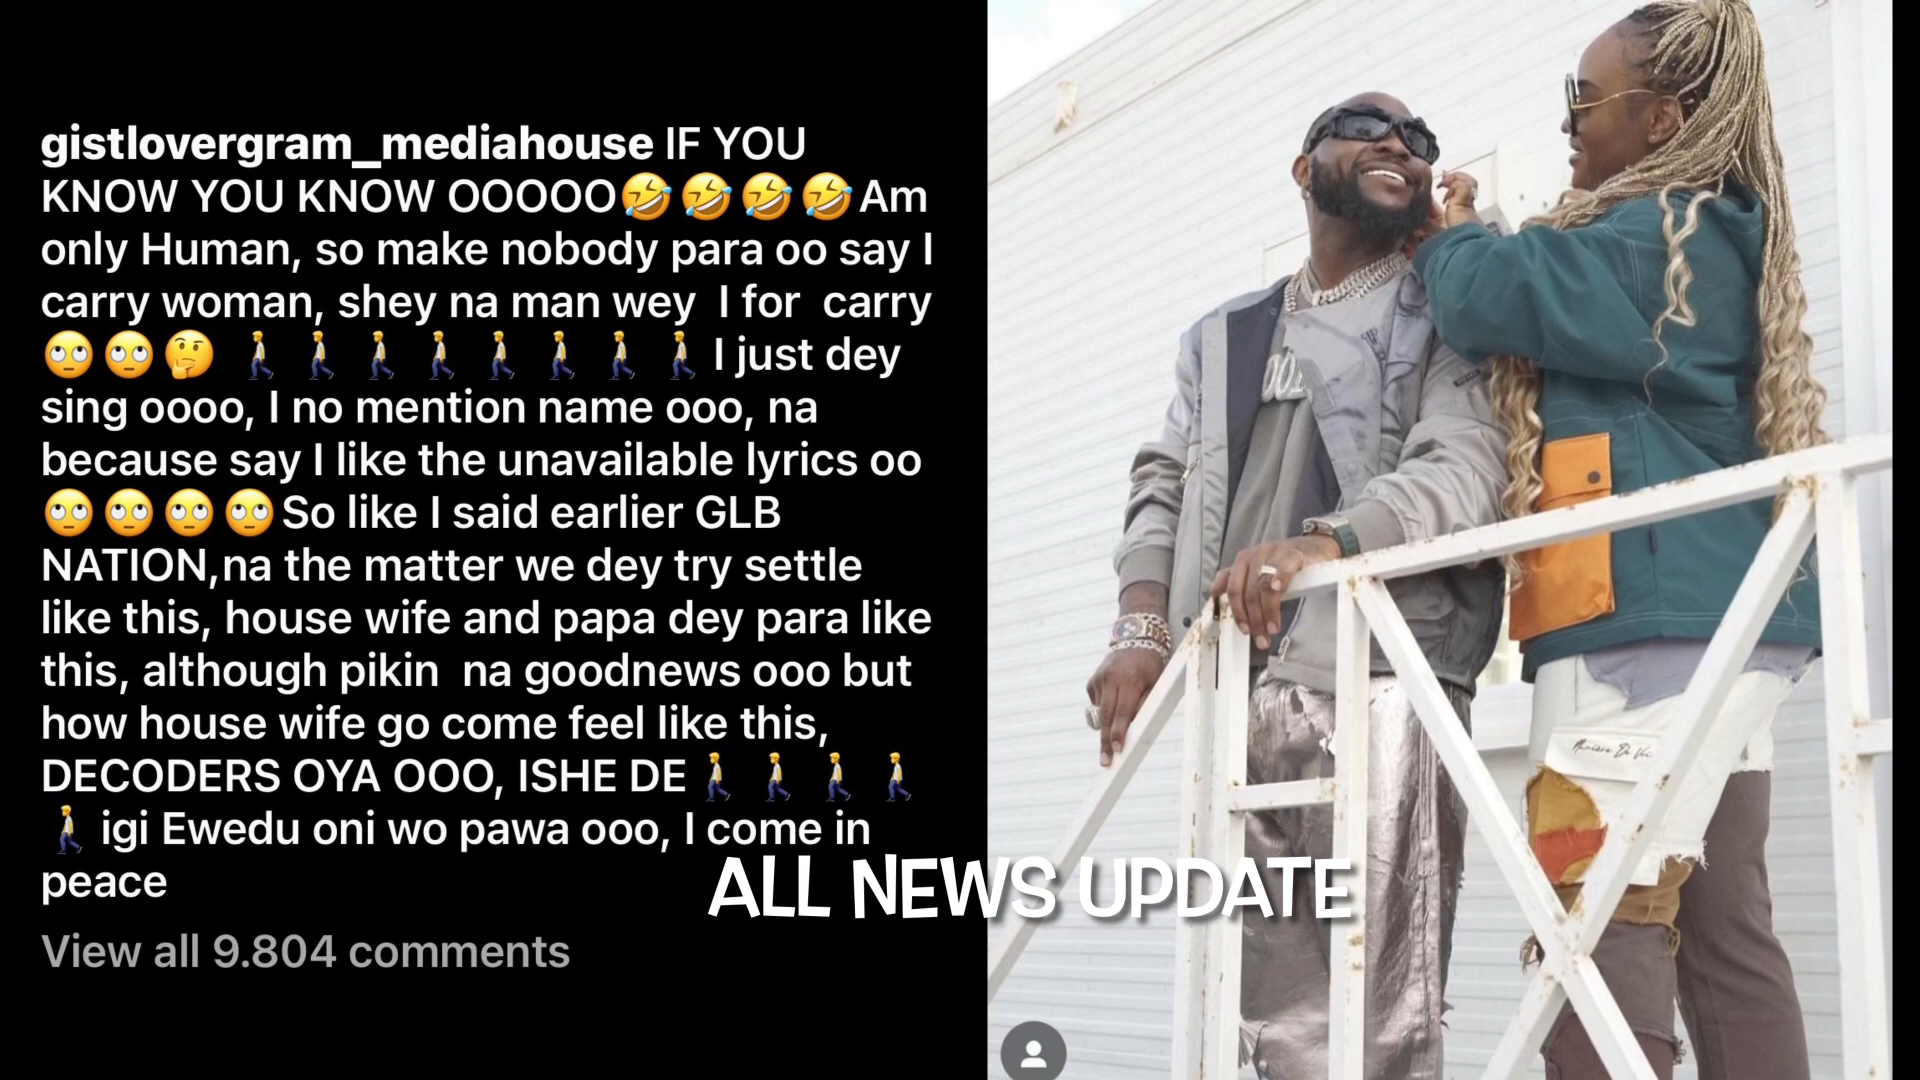 gistlovergram_mediahouse IF YOU
KNOW YOU KNOW OOOOO🤣🤣🤣🤣Am
only Human, so make nobody para oo say I
carry woman, shey na man wey I for carry
🙄🙄🤔 🚶🚶🚶🚶🚶🚶🚶🚶I just dey
sing oooo, I no mention name ooo, na
because say I like the unavailable lyrics oo
🙄🙄🙄🙄So like I said earlier GLB
NATION,na the matter we dey try settle
like this, house wife and papa dey para like
this, although pikin na goodnews ooo but
how house wife go come feel like this,
DECODERS OYA OOO, ISHE DE🚶🚶🚶🚶
🚶igi Ewedu oni wo pawa ooo, I come in
peace
View all 9.804 comments
ALL NEWS UPDATE